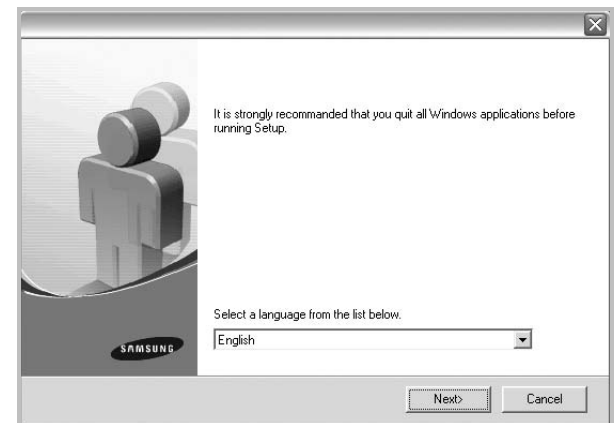 It is strongly recommanded that you quit all Windows applications before
running Setup.
Select a language from the list below.
English
SAMSUNG
Next>
Cancel